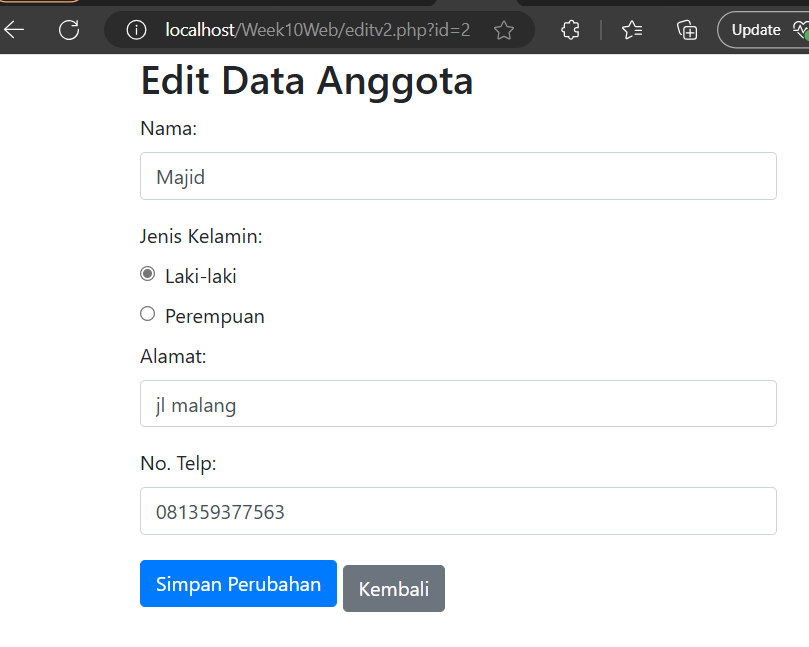 localhost/Week10Web/editv2.php?id=2
Update
Edit Data Anggota
Nama:
Majid
Jenis Kelamin:
Laki-laki
Perempuan
Alamat:
jl malang
No. Telp:
081359377563
Simpan Perubahan
Kembali